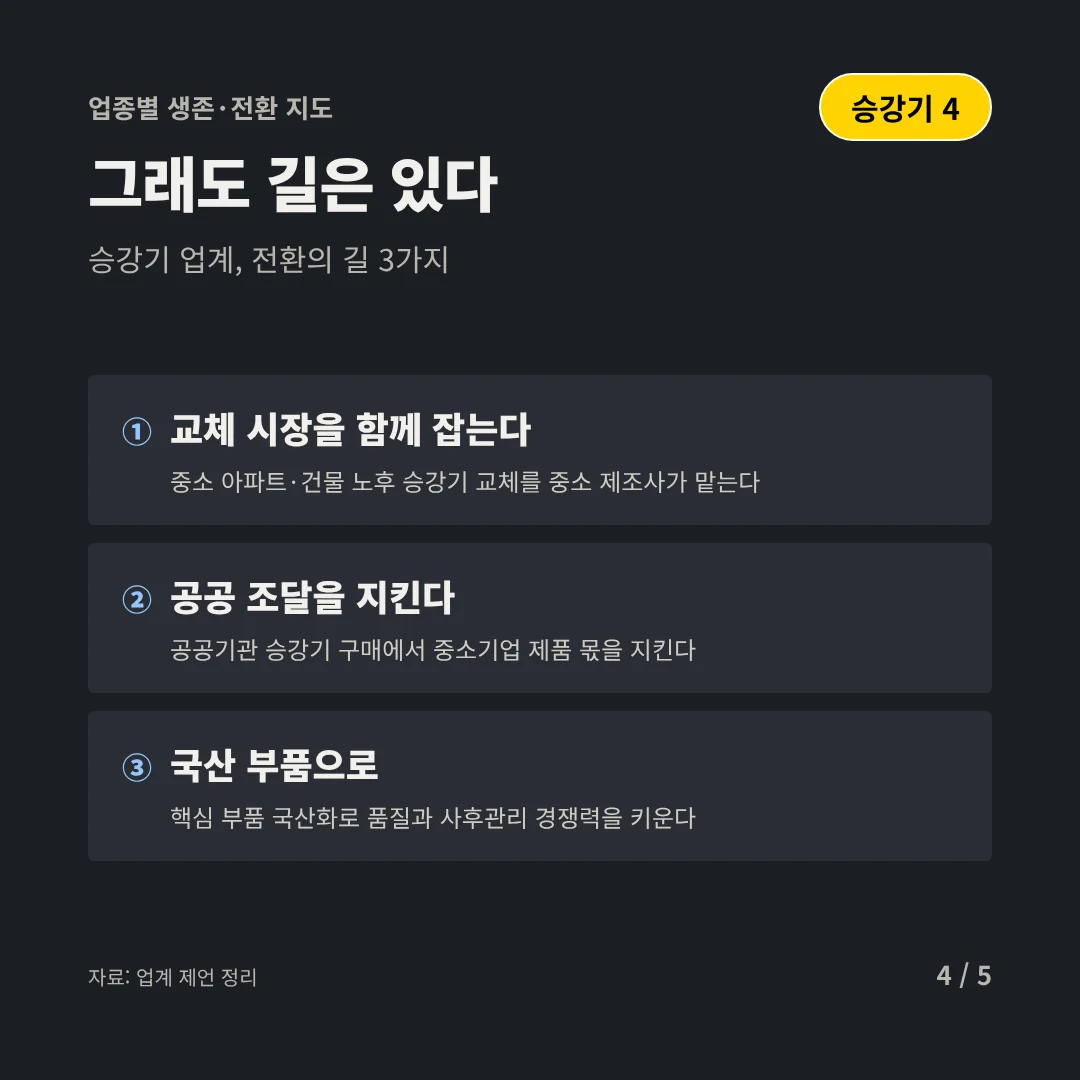 업종별 생존·전환 지도
승강기 4
그래도 길은 있다
승강기 업계, 전환의 길 3가지
① 교체 시장을 함께 잡는다
중소 아파트·건물 노후 승강기 교체를 중소 제조사가 맡는다
② 공공 조달을 지킨다
공공기관 승강기 구매에서 중소기업 제품 몫을 지킨다
③ 국산 부품으로
핵심 부품 국산화로 품질과 사후관리 경쟁력을 키운다
자료: 업계 제언 정리
4 / 5